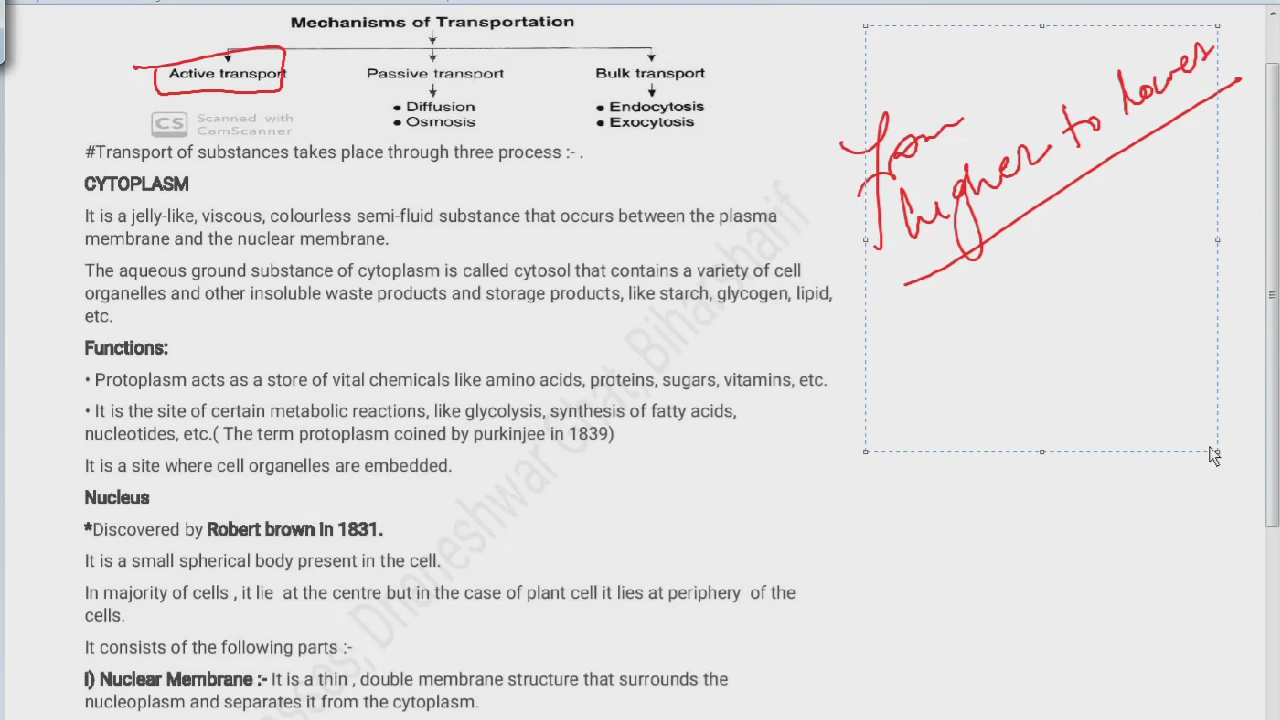 Mechanisms of Transportation
Active transport Passive transport Bulk transport
• Diffusion • Endocytosis
• Osmosis • Exocytosis
CS Scanned with
CamScanner
#Transport of substances takes place through three process :- .
CYTOPLASM
It is a jelly-like, viscous, colourless semi-fluid substance that occurs between the plasma
membrane and the nuclear membrane.
The aqueous ground substance of cytoplasm is called cytosol that contains a variety of cell
organelles and other insoluble waste products and storage products, like starch, glycogen, lipid,
etc.
Functions:
• Protoplasm acts as a store of vital chemicals like amino acids, proteins, sugars, vitamins, etc.
• It is the site of certain metabolic reactions, like glycolysis, synthesis of fatty acids,
nucleotides, etc.( The term protoplasm coined by purkinjee in 1839)
It is a site where cell organelles are embedded.
Nucleus
*Discovered by Robert brown in 1831.
It is a small spherical body present in the cell.
In majority of cells , it lie at the centre but in the case of plant cell it lies at periphery of the
cells.
It consists of the following parts :-
I) Nuclear Membrane :- It is a thin , double membrane structure that surrounds the
nucleoplasm and separates it from the cytoplasm.
from
higher to lower
Dhaneshwar Ghat, Biharsharif